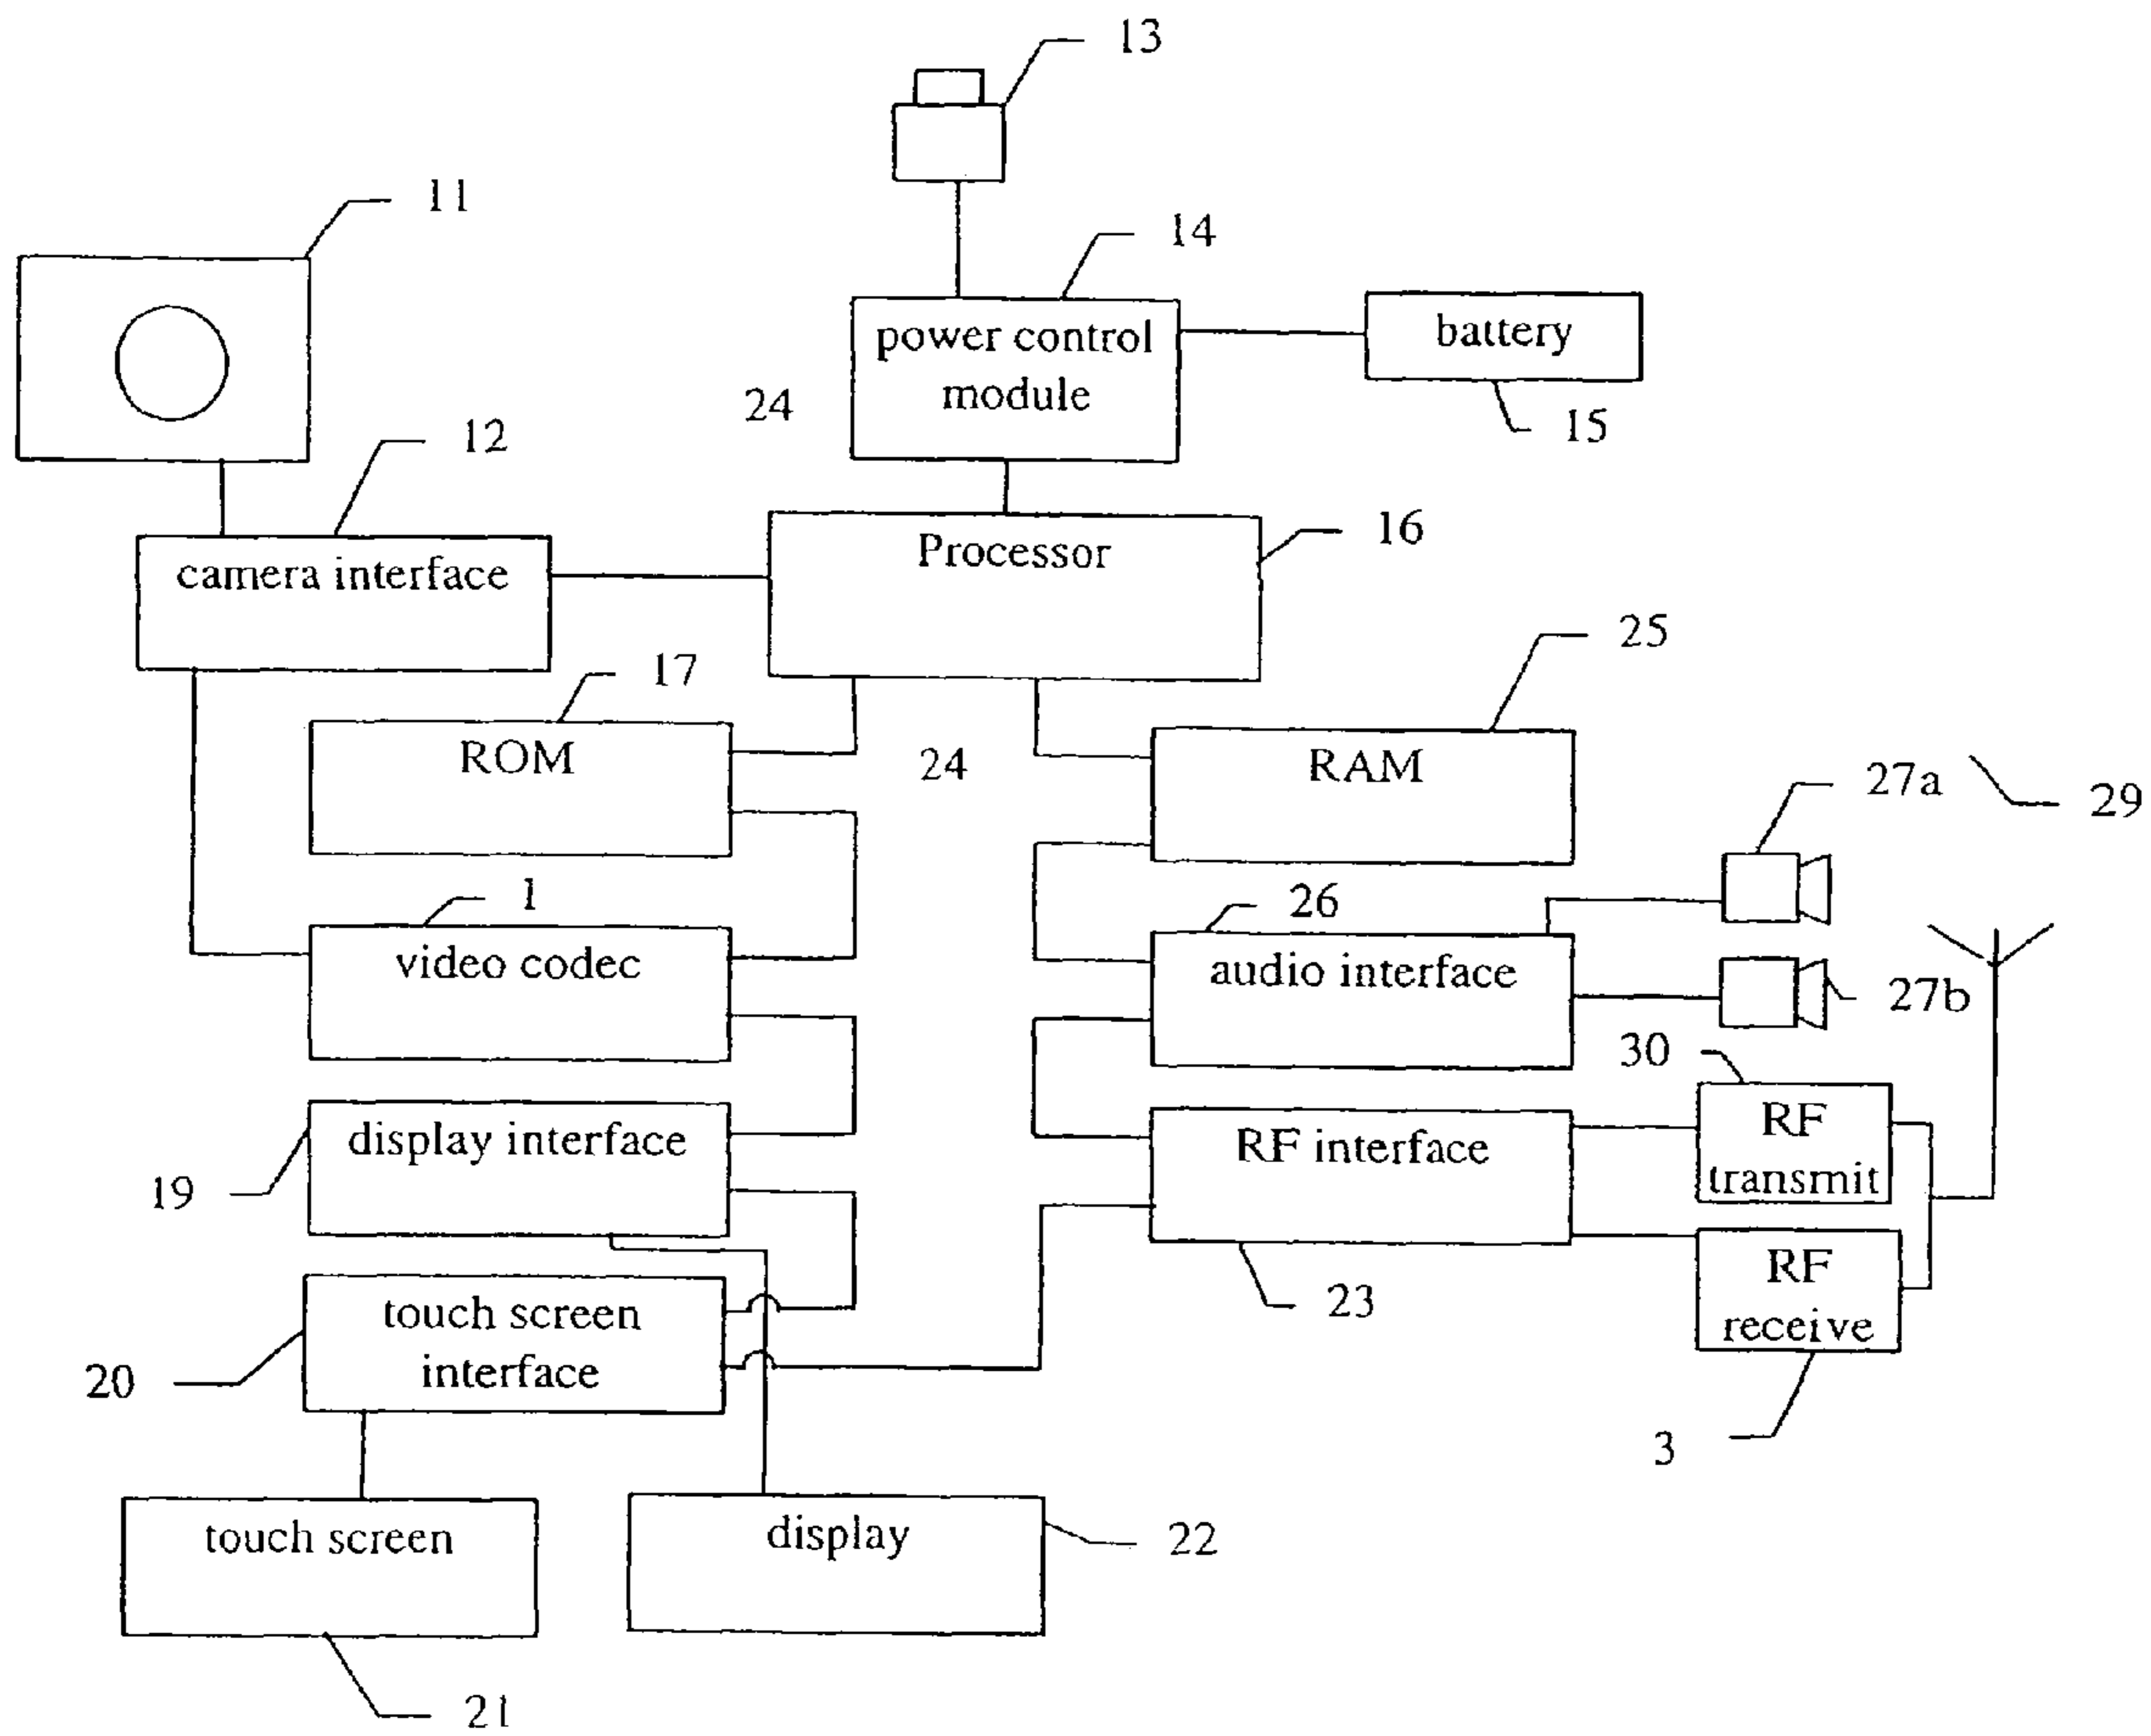 13
11
14
power control
module
battery
24
15
12
16
Processor
camera interface
25
17
ROM
24
RAM
27a
29
1
26
video codec
audio interface
27b
30
display interface
RF interface
RF
transmit
19
RF
receive
23
touch screen
interface
20
3
touch screen
display
22
21